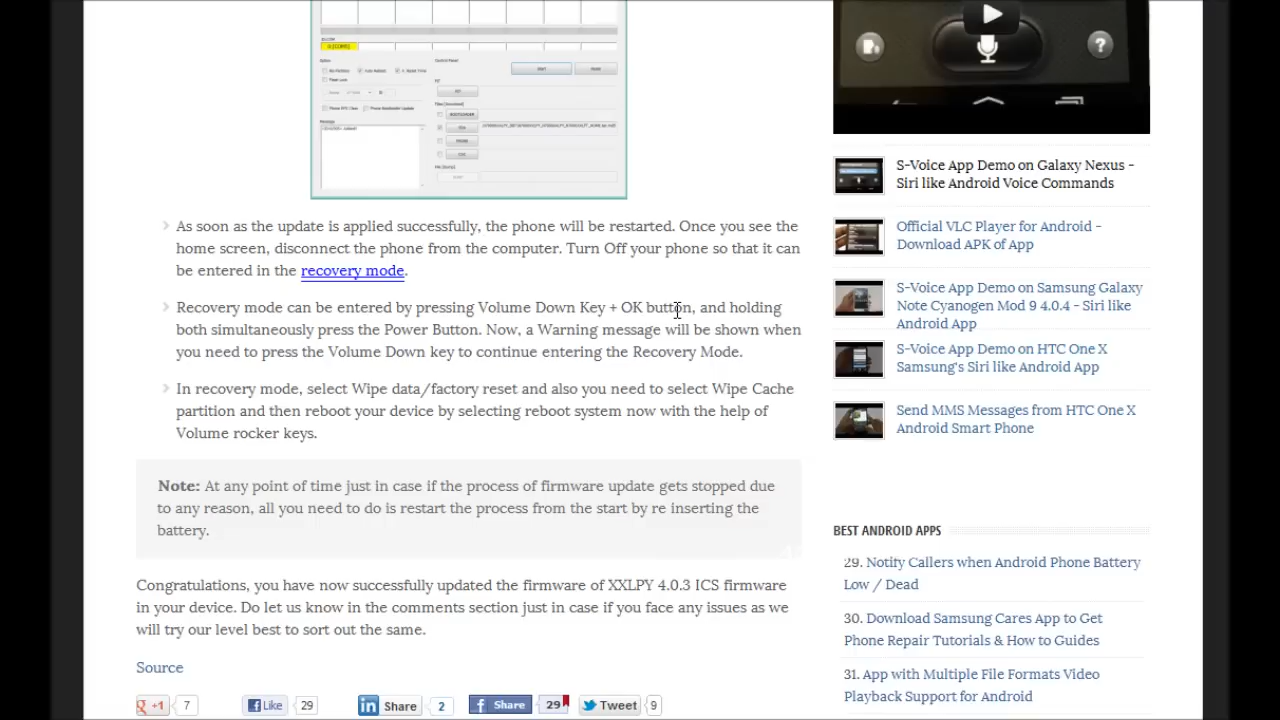 As soon as the update is applied successfully, the phone will be restarted. Once you see the
home screen, disconnect the phone from the computer. Turn Off your phone so that it can
be entered in the recovery mode.
Recovery mode can be entered by pressing Volume Down Key + OK button, and holding
both simultaneously press the Power Button. Now, a Warning message will be shown when
you need to press the Volume Down key to continue entering the Recovery Mode.
In recovery mode, select Wipe data/factory reset and also you need to select Wipe Cache
partition and then reboot your device by selecting reboot system now with the help of
Volume rocker keys.
Note: At any point of time just in case if the process of firmware update gets stopped due
to any reason, all you need to do is restart the process from the start by re inserting the
battery.
Congratulations, you have now successfully updated the firmware of XXLPY 4.0.3 ICS firmware
in your device. Do let us know in the comments section just in case if you face any issues as we
will try our level best to sort out the same.
Source
+1 7
Like 29
Share 2
Share 29
Tweet 9
?
S-Voice App Demo on Galaxy Nexus -
Siri like Android Voice Commands
Official VLC Player for Android -
Download APK of App
S-Voice App Demo on Samsung Galaxy
Note Cyanogen Mod 9 4.0.4 - Siri like
Android App
S-Voice App Demo on HTC One X
Samsung's Siri like Android App
Send MMS Messages from HTC One X
Android Smart Phone
BEST ANDROID APPS
29. Notify Callers when Android Phone Battery
Low / Dead
30. Download Samsung Cares App to Get
Phone Repair Tutorials & How to Guides
31. App with Multiple File Formats Video
Playback Support for Android